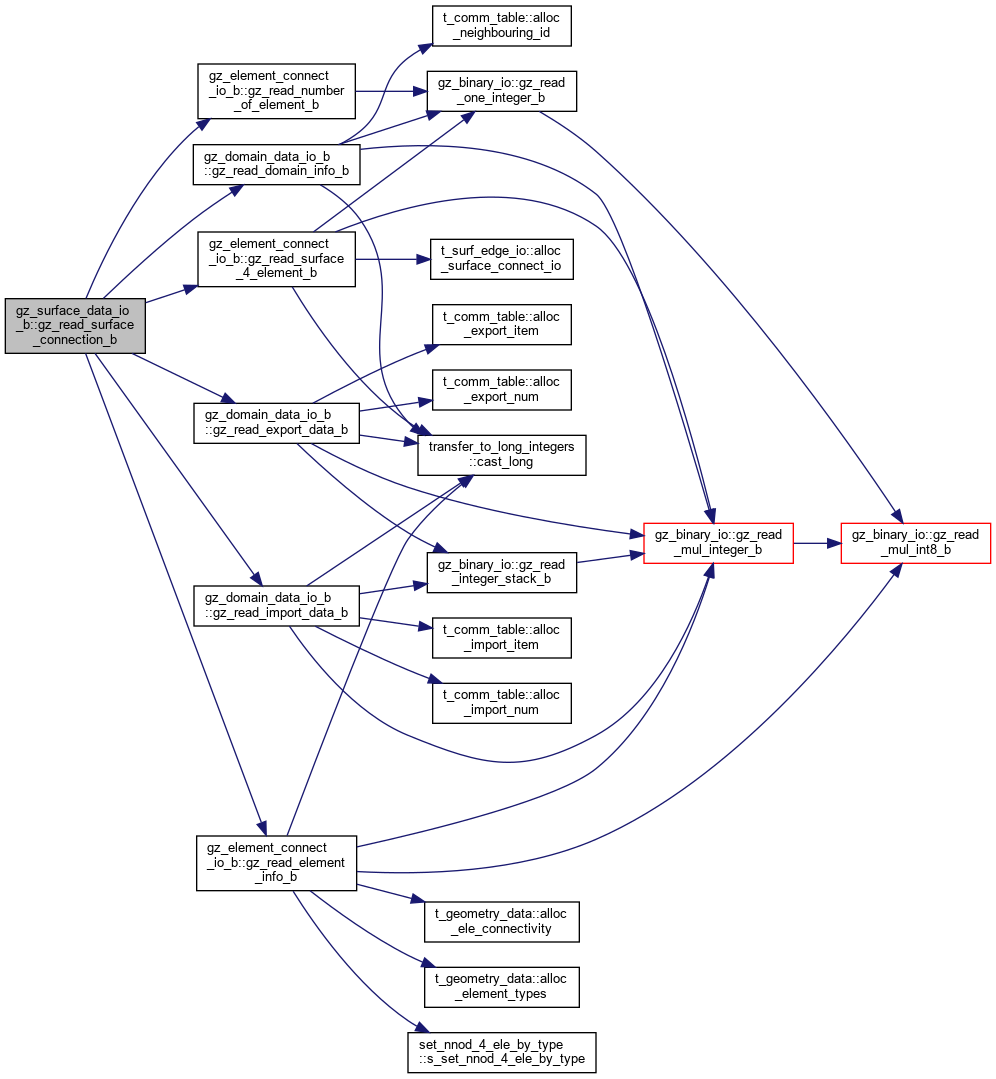 t_comm_table::alloc
_neighbouring_id
gz_element_connect
_io_b::gz_read_number
_of_element_b
gz_binary_io::gz_read
_one_integer_b
gz_domain_data_io_b
::gz_read_domain_info_b
gz_element_connect
_io_b::gz_read_surface
_4_element_b
t_surf_edge_io::alloc
_surface_connect_io
gz_surface_data_io
_b::gz_read_surface
_connection_b
t_comm_table::alloc
_export_item
t_comm_table::alloc
_export_num
gz_domain_data_io_b
::gz_read_export_data_b
transfer_to_long_integers
::cast_long
gz_binary_io::gz_read
_mul_integer_b
gz_binary_io::gz_read
_mul_int8_b
gz_binary_io::gz_read
_integer_stack_b
gz_domain_data_io_b
::gz_read_import_data_b
t_comm_table::alloc
_import_item
t_comm_table::alloc
_import_num
gz_element_connect
_io_b::gz_read_element
_info_b
t_geometry_data::alloc
_ele_connectivity
t_geometry_data::alloc
_element_types
set_nnod_4_ele_by_type
::s_set_nnod_4_ele_by_type